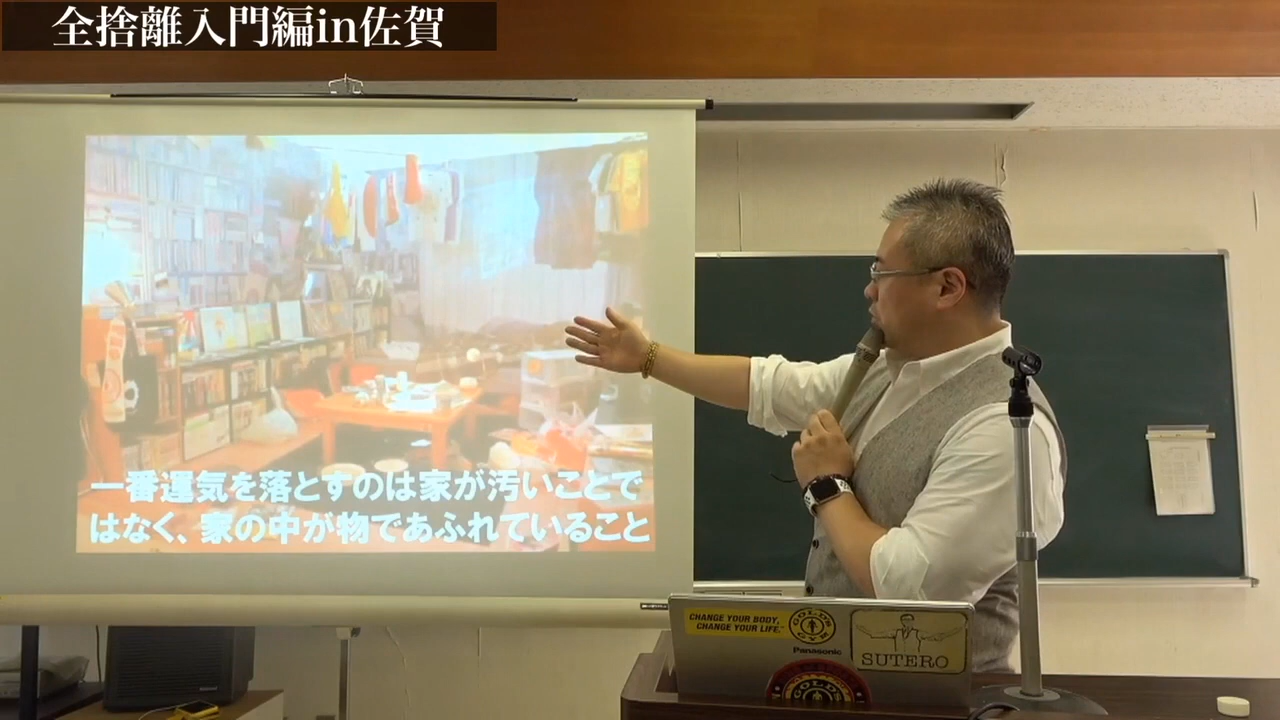 全捨離入門編in佐賀
一番運気を落とすのは家が汚いことで
はなく、家の中が物であふれていること
CHANGE YOUR BODY,
CHANGE YOUR LIFE.
GOLD'S GYM
Panasonic
SUTERO
GOLD'S